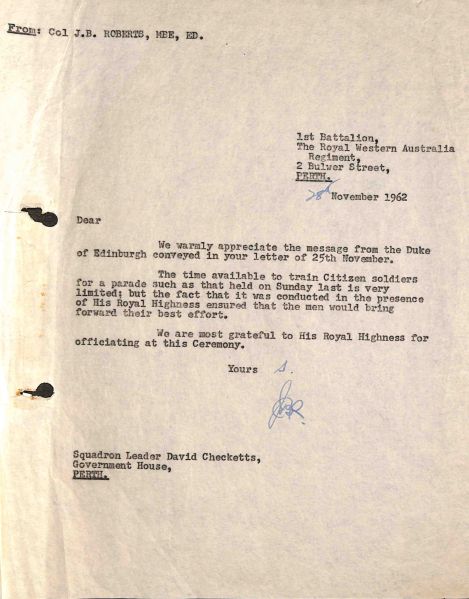 From: Col J.B. ROBERTS, MBE, ED.
1st Battalion,
The Royal Western Australia
Regiment,
2 Bulwer Street,
PERTH.
28th November 1962
Dear
We warmly appreciate the message from the Duke
of Edinburgh conveyed in your letter of 25th November.
The time available to train Citizen soldiers
for a parade such as that held on Sunday last is very
limited; but the fact that it was conducted in the presence
of His Royal Highness ensured that the men would bring
forward their best effort.
We are most grateful to His Royal Highness for
officiating at this Ceremony.
Yours s.
JBR.
Squadron Leader David Checketts,
Government House,
PERTH.